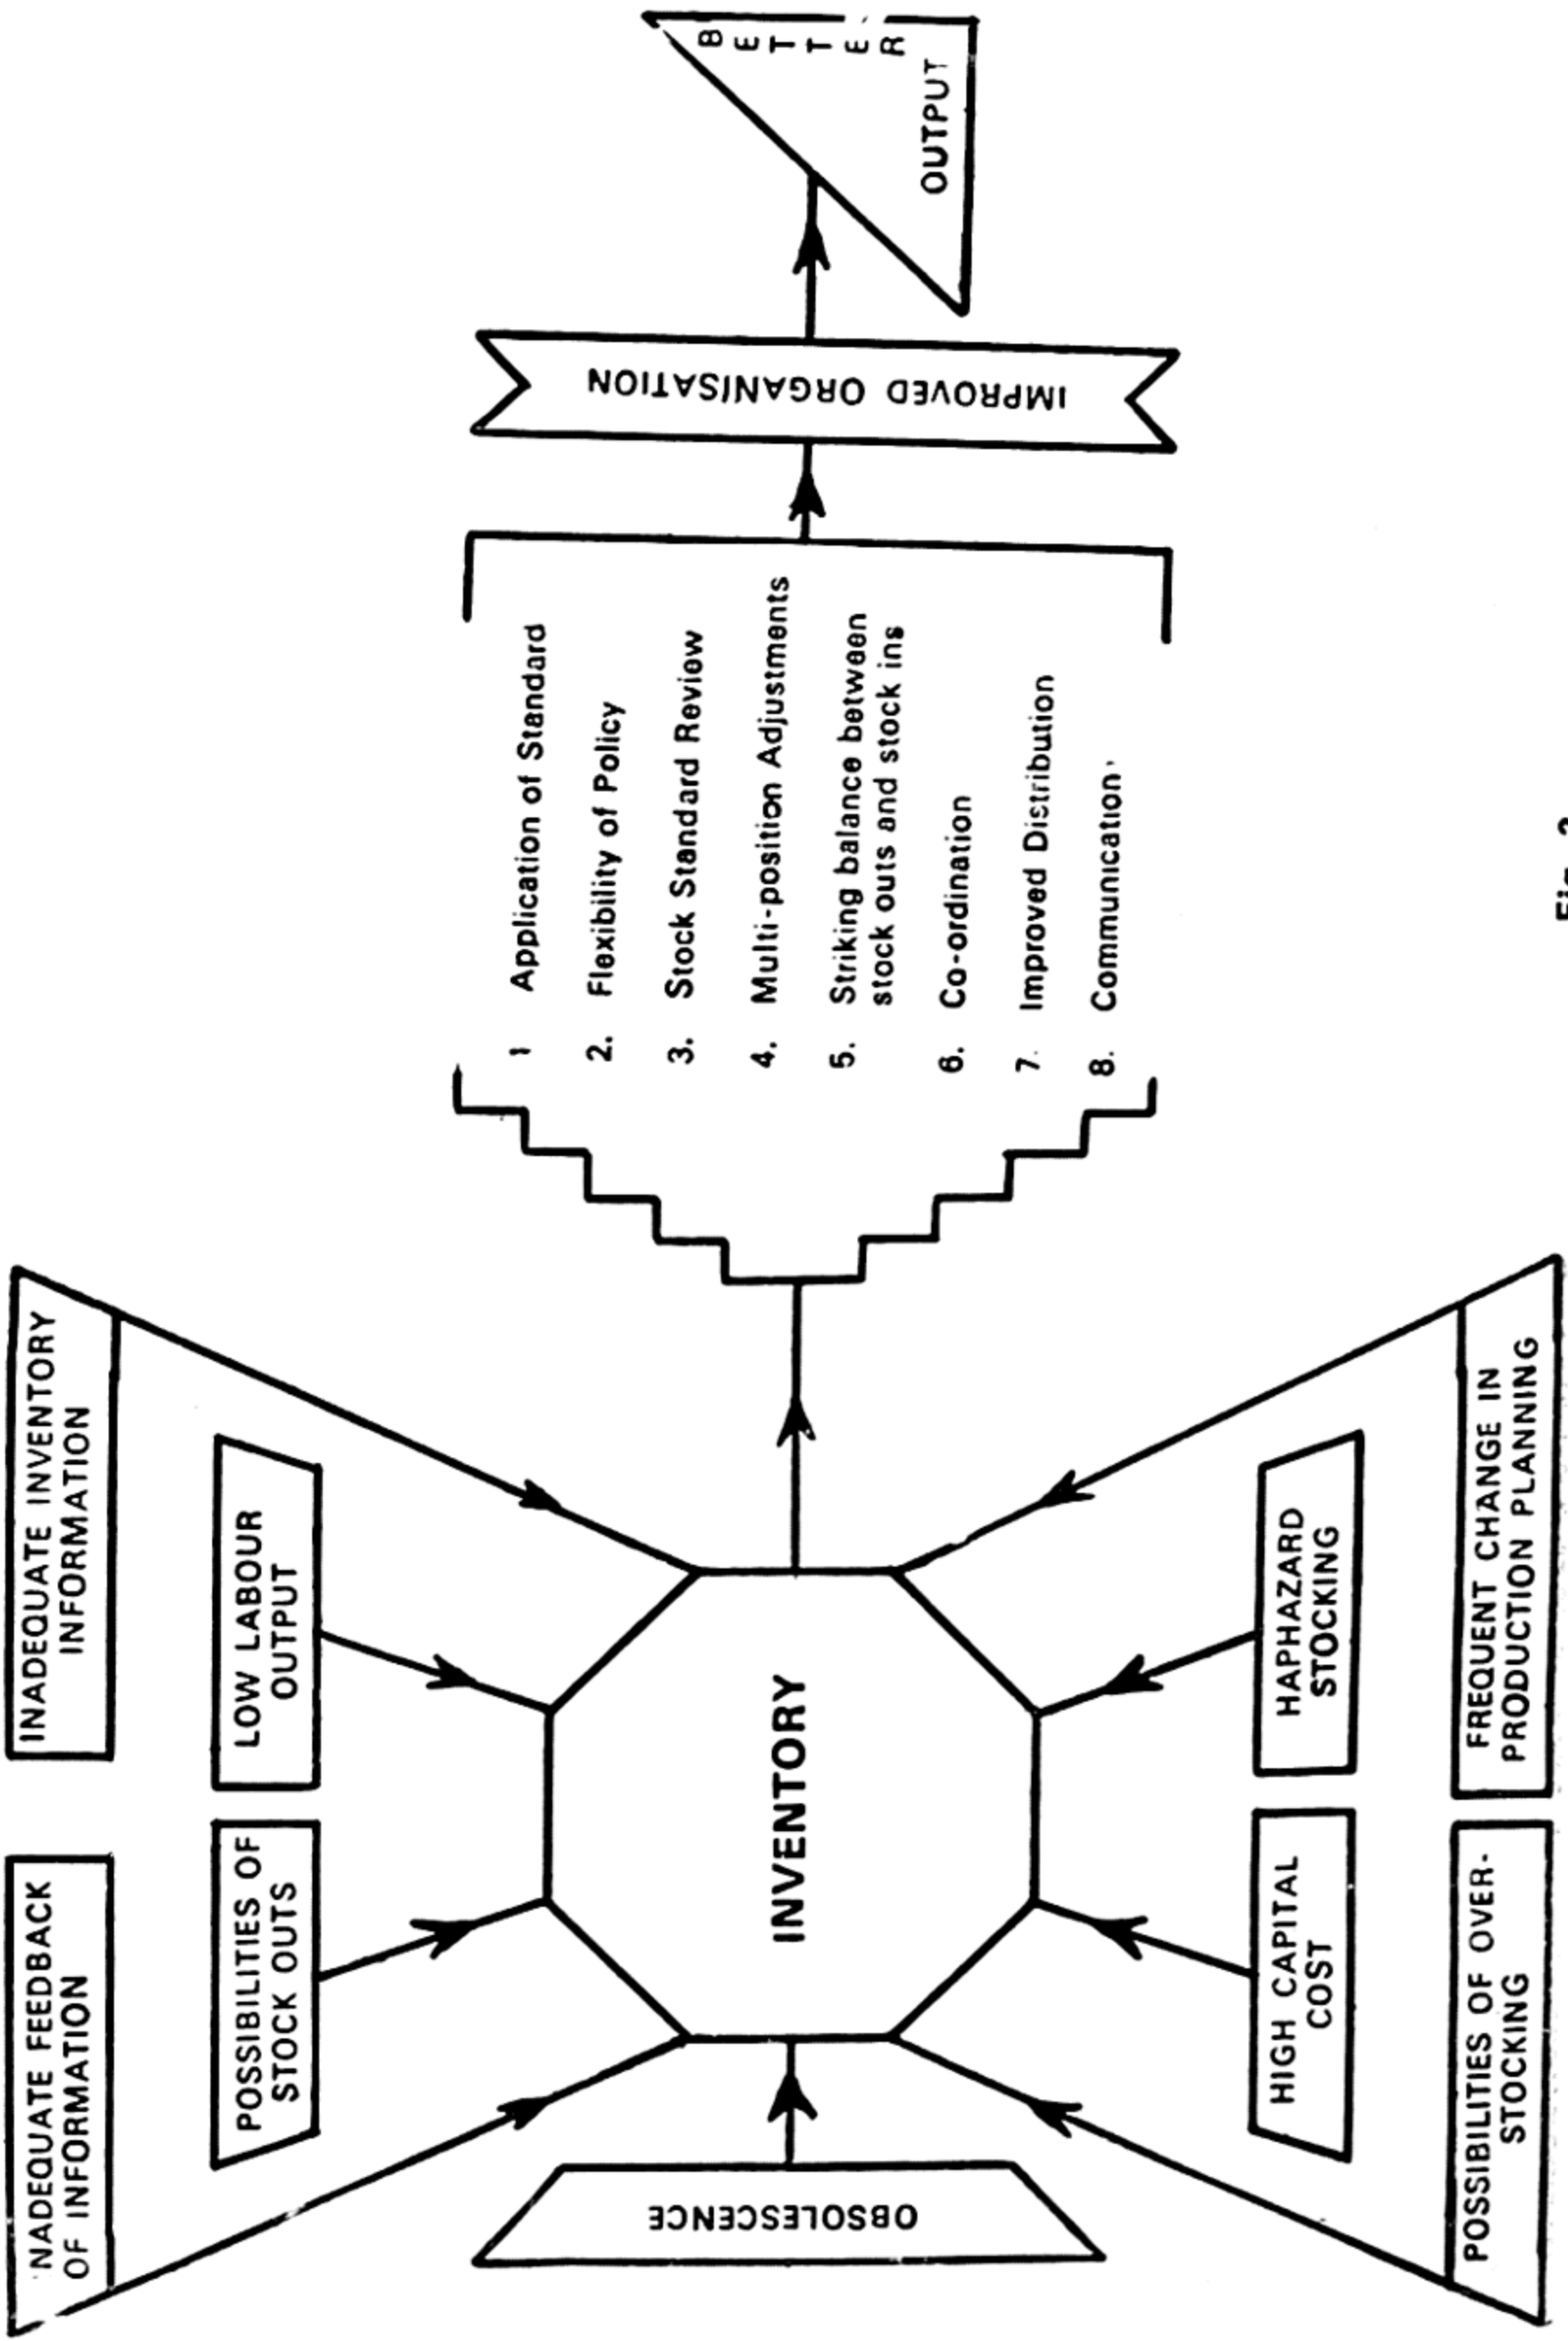 INADEQUATE FEEDBACK
OF INFORMATION
INADEQUATE INVENTORY
INFORMATION
POSSIBILITIES OF
STOCK OUTS
LOW LABOUR
OUTPUT
OBSOLESCENCE
INVENTORY
HIGH CAPITAL
COST
HAPHAZARD
STOCKING
POSSIBILITIES OF OVER-
STOCKING
FREQUENT CHANGE IN
PRODUCTION PLANNING
1 Application of Standard
2. Flexibility of Policy
3. Stock Standard Review
4. Multi-position Adjustments
5. Striking balance between
stock outs and stock ins
6. Co-ordination
7. Improved Distribution
8. Communication
IMPROVED ORGANISATION
BETTER
OUTPUT